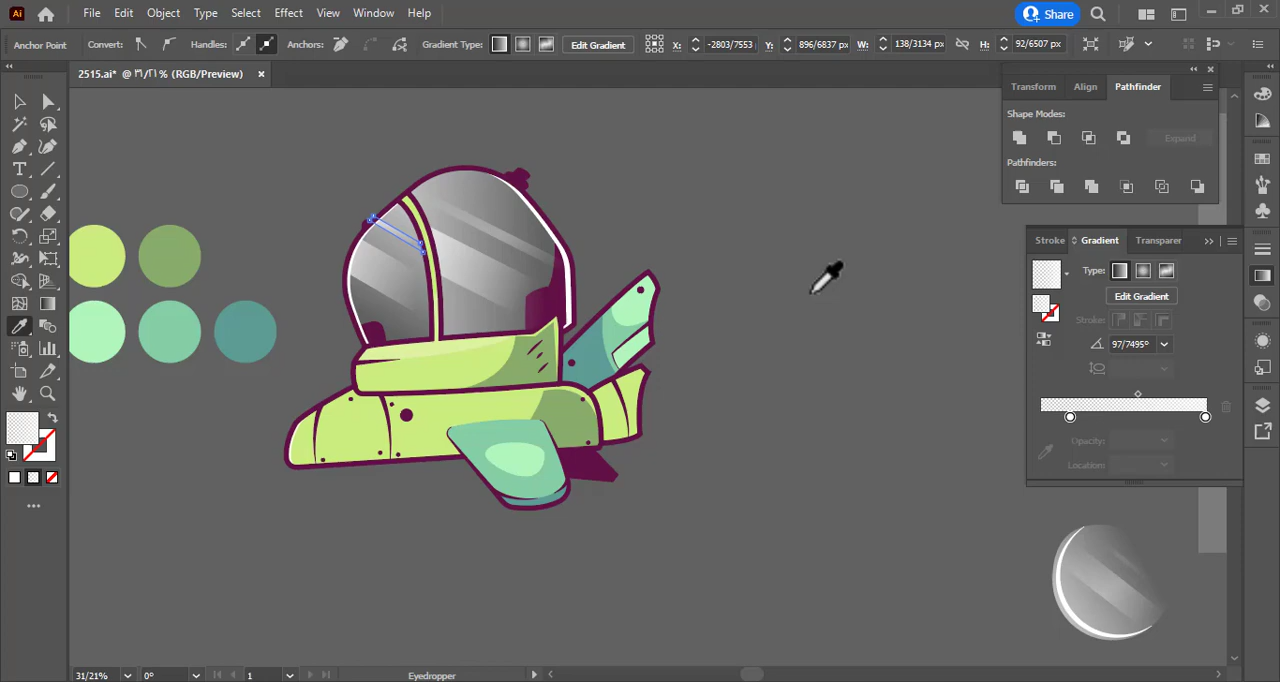 Ai File Edit Object Type Select Effect View Window Help Share
Anchor Point Convert: Handles: Anchors: Gradient Type: Edit Gradient X: -2803/7553 Y: 896/6837 px W: 138/3134 px H: 92/6507 px
2515.ai* @ ٣١/٢١% (RGB/Preview)
Transform Align Pathfinder
Shape Modes:
Expand
Pathfinders:
Stroke Gradient Transparer
Type:
Edit Gradient
Stroke:
97/7495°
Opacity:
Location:
31/21% 0° 1 Eyedropper